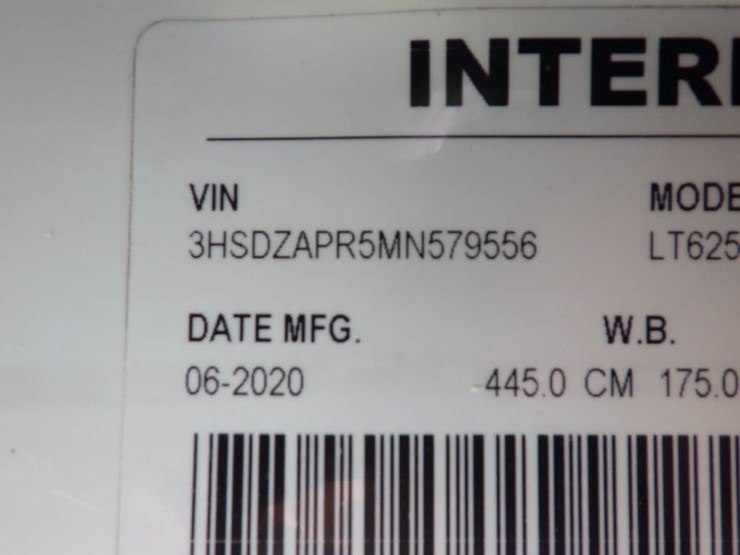 INTER
VIN MODE
3HSDZAPR5MN579556 LT625
DATE MFG. W.B.
06-2020 445.0 CM 175.0